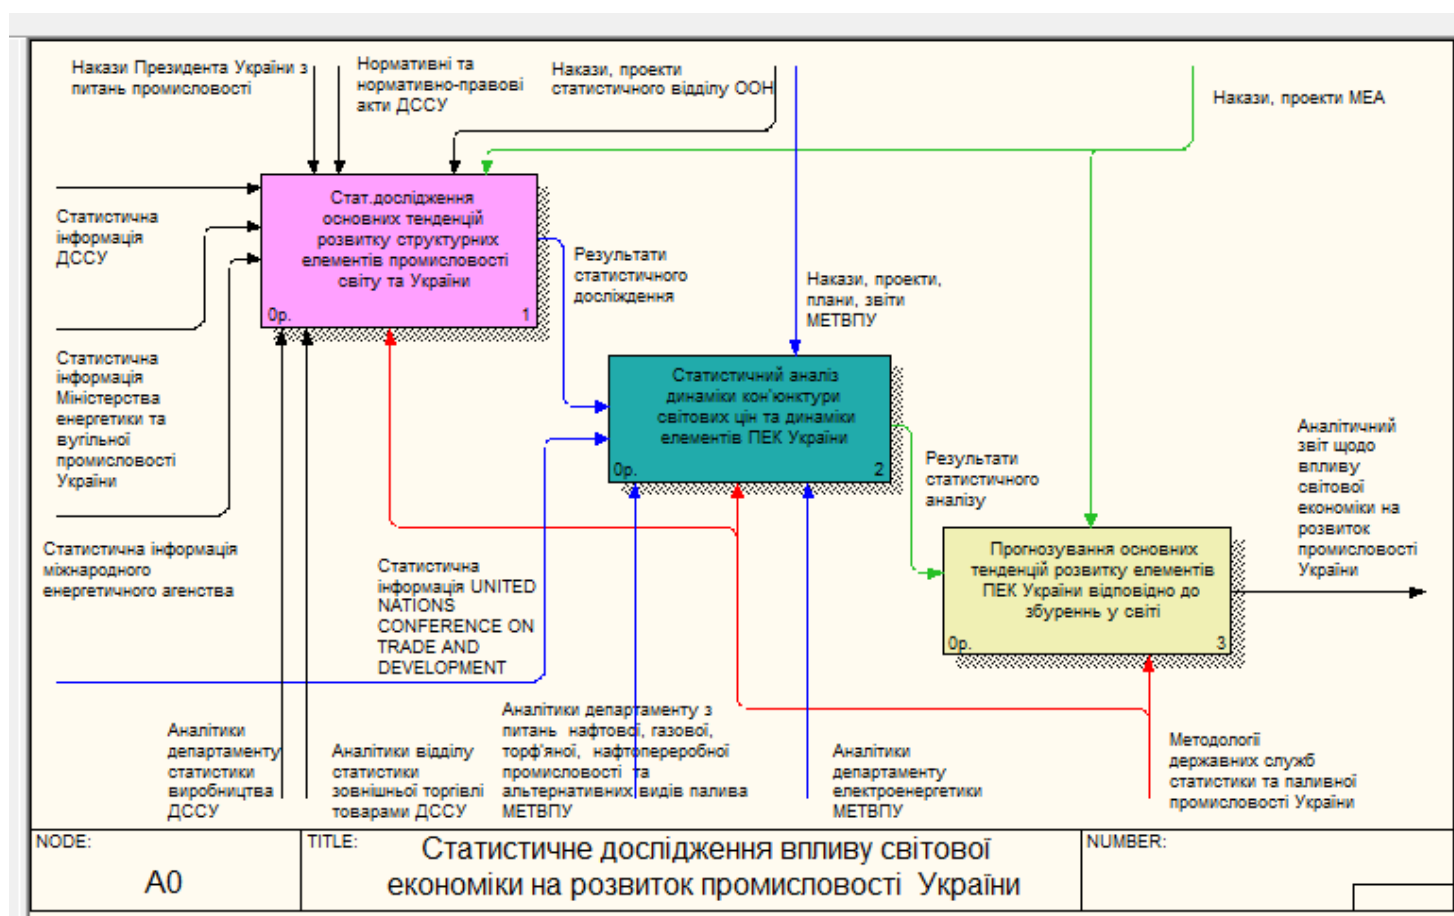 Накази Президента України з
питань промисловості
Нормативні та
нормативно-правові
акти ДССУ
Накази, проекти
статистичного відділу ООН
Накази, проекти МЕА
Статистична
інформація
ДССУ
Стат.дослідження
основних тенденцій
розвитку структурних
елементів промисловості
світу та України
0р.
1
Результати
статистичного
досліждення
Накази, проекти,
плани, звіти
МЕТВПУ
Статистична
інформація
Міністерства
енергетики та
вугільної
промисловості
України
Статистичний аналіз
динаміки кон'юнктури
світових цін та динаміки
елементів ПЕК України
0р.
2
Результати
статистичного
аналізу
Аналітичний
звіт щодо
впливу
світової
економіки на
розвиток
промисловості
України
Статистична інформація
міжнародного
енергетичного агенства
Статистична
інформація UNITED
NATIONS
CONFERENCE ON
TRADE AND
DEVELOPMENT
Прогнозування основних
тенденцій розвитку елементів
ПЕК України відповідно до
збуреннь у світі
0р.
3
Аналітики
департаменту
статистики
виробництва
ДССУ
Аналітики відділу
статистики
зовнішньої торгівлі
товарами ДССУ
Аналітики департаменту з
питань нафтової, газової,
торф'яної, нафтопереробної
промисловості та
альтернативних видів палива
МЕТВПУ
Аналітики
департаменту
електроенергетики
МЕТВПУ
Методології
державних служб
статистики та паливної
промисловості України
NODE:
A0
TITLE:
Статистичне дослідження впливу світової
економіки на розвиток промисловості України
NUMBER: